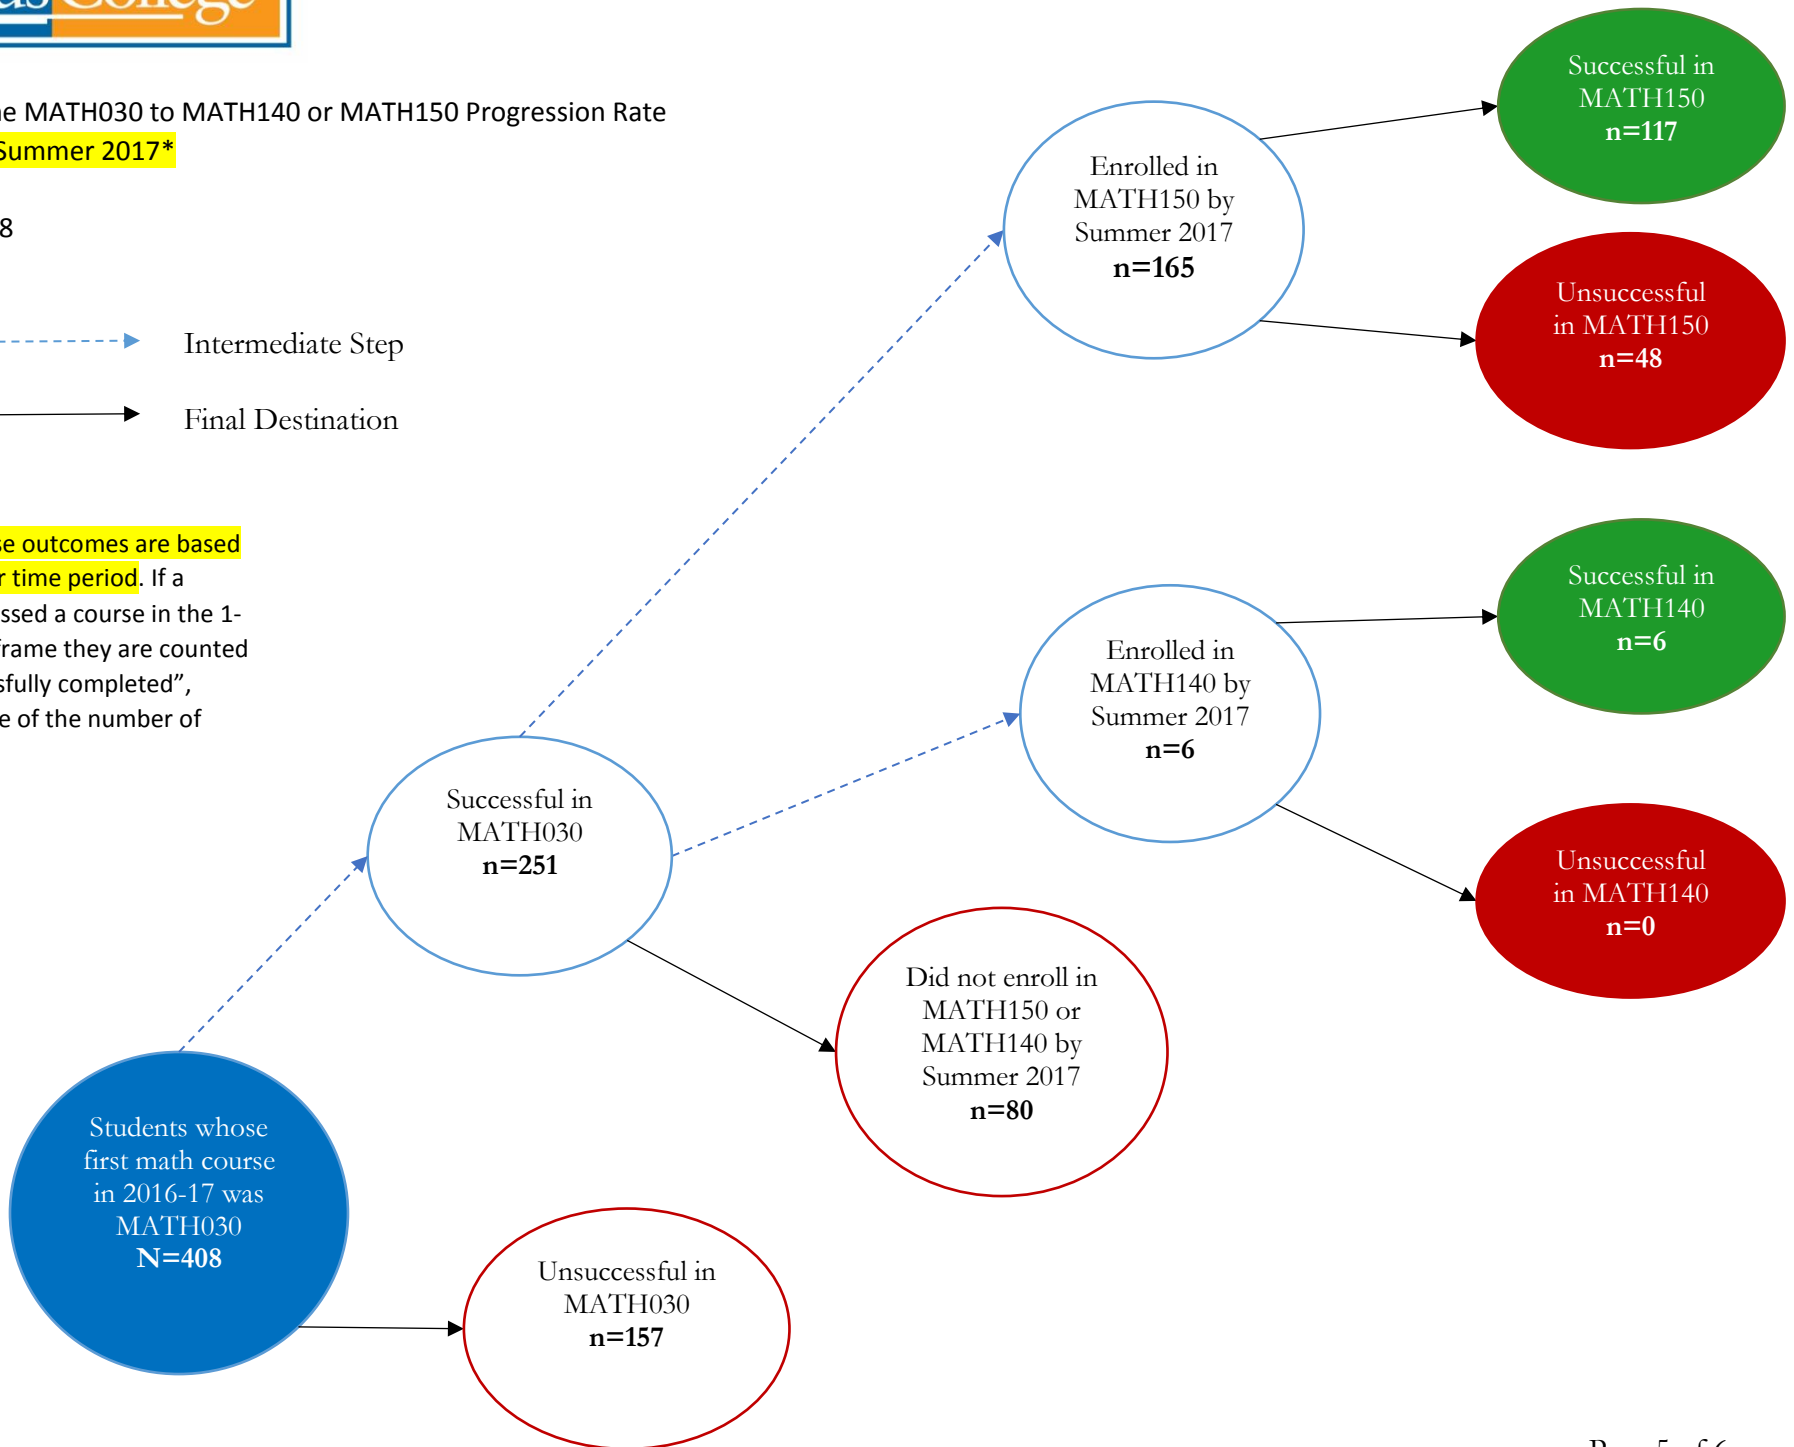 College
MATH030 to MATH140 or MATH150 Progression Rate
Summer 2017*
8
Intermediate Step
Final Destination
outcomes are based
time period. If a
a course in the 1-
frame they are counted
completed”,
of the number of
Successful in
MATH150
n=117
Enrolled in
MATH150 by
Summer 2017
n=165
Unsuccessful
in MATH150
n=48
Successful in
MATH140
n=6
Enrolled in
MATH140 by
Summer 2017
n=6
Unsuccessful
in MATH140
n=0
Successful in
MATH030
n=251
Did not enroll in
MATH150 or
MATH140 by
Summer 2017
n=80
Students whose
first math course
in 2016-17 was
MATH030
N=408
Unsuccessful in
MATH030
n=157
5 of 6